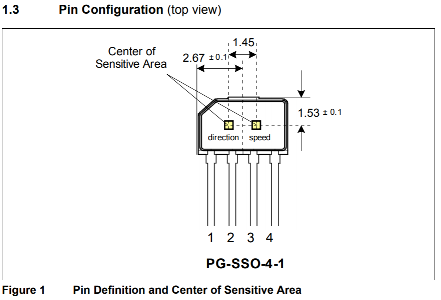 1.3 Pin Configuration (top view)
Center of
Sensitive Area
1.45
2.67 ± 0.1
1.53 ± 0.1
direction speed
1 2 3 4
PG-SSO-4-1
Figure 1 Pin Definition and Center of Sensitive Area